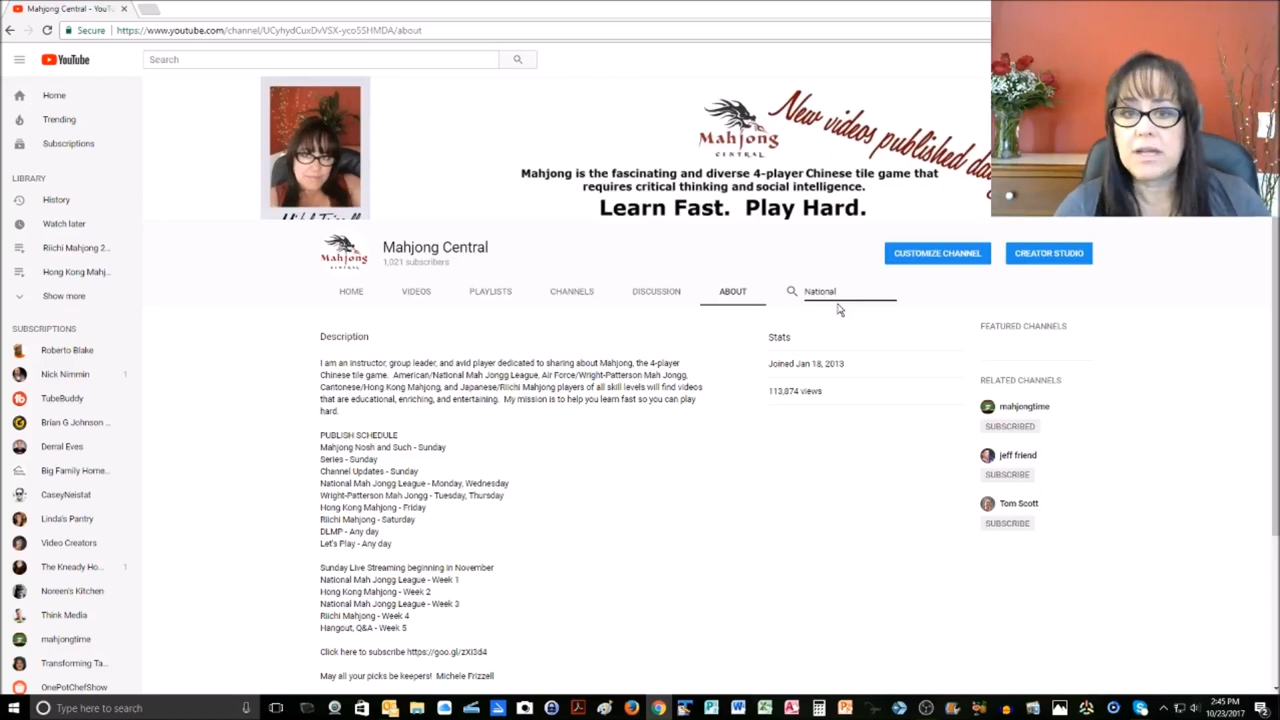 Mahjong Central - YouT
Secure
https://www.youtube.com/channel/UCyhydCuxDvVSX-yco5SHMDA/about
YouTube
Search
Home
Trending
Subscriptions
LIBRARY
History
Watch later
Riichi Mahjong 2...
Hong Kong Mahj...
Show more
SUBSCRIPTIONS
Roberto Blake
Nick Nimmin 1
TubeBuddy
Brian G Johnson ...
Derral Eves
Big Family Home...
CaseyNeistat
Linda's Pantry
Video Creators
The Kneady Ho... 1
Noreen's Kitchen
Think Media
mahjongtime
Transforming Ta...
OnePotChefShow
MAHJONG
CENTRAL
New videos published da
Mahjong is the fascinating and diverse 4-player Chinese tile game that
requires critical thinking and social intelligence.
Learn Fast. Play Hard.
MAHJONG
CENTRAL
Mahjong Central
1,021 subscribers
CUSTOMIZE CHANNEL
CREATOR STUDIO
HOME
VIDEOS
PLAYLISTS
CHANNELS
DISCUSSION
ABOUT
National
Description
I am an instructor, group leader, and avid player dedicated to sharing about Mahjong, the 4-player
Chinese tile game. American/National Mah Jongg League, Air Force/Wright-Patterson Mah Jongg,
Cantonese/Hong Kong Mahjong, and Japanese/Riichi Mahjong players of all skill levels will find videos
that are educational, enriching, and entertaining. My mission is to help you learn fast so you can play
hard.
PUBLISH SCHEDULE
Mahjong Nosh and Such - Sunday
Series - Sunday
Channel Updates - Sunday
National Mah Jongg League - Monday, Wednesday
Wright-Patterson Mah Jongg - Tuesday, Thursday
Hong Kong Mahjong - Friday
Riichi Mahjong - Saturday
DLMP - Any day
Let's Play - Any day
Sunday Live Streaming beginning in November
National Mah Jongg League - Week 1
Hong Kong Mahjong - Week 2
National Mah Jongg League - Week 3
Riichi Mahjong - Week 4
Hangout, Q&A - Week 5
Click here to subscribe https://goo.gl/zXi3d4
May all your picks be keepers! Michele Frizzell
Stats
Joined Jan 18, 2013
113,874 views
FEATURED CHANNELS
RELATED CHANNELS
mahjongtime
SUBSCRIBED
jeff friend
SUBSCRIBE
Tom Scott
SUBSCRIBE
Type here to search
2:45 PM
10/23/2017